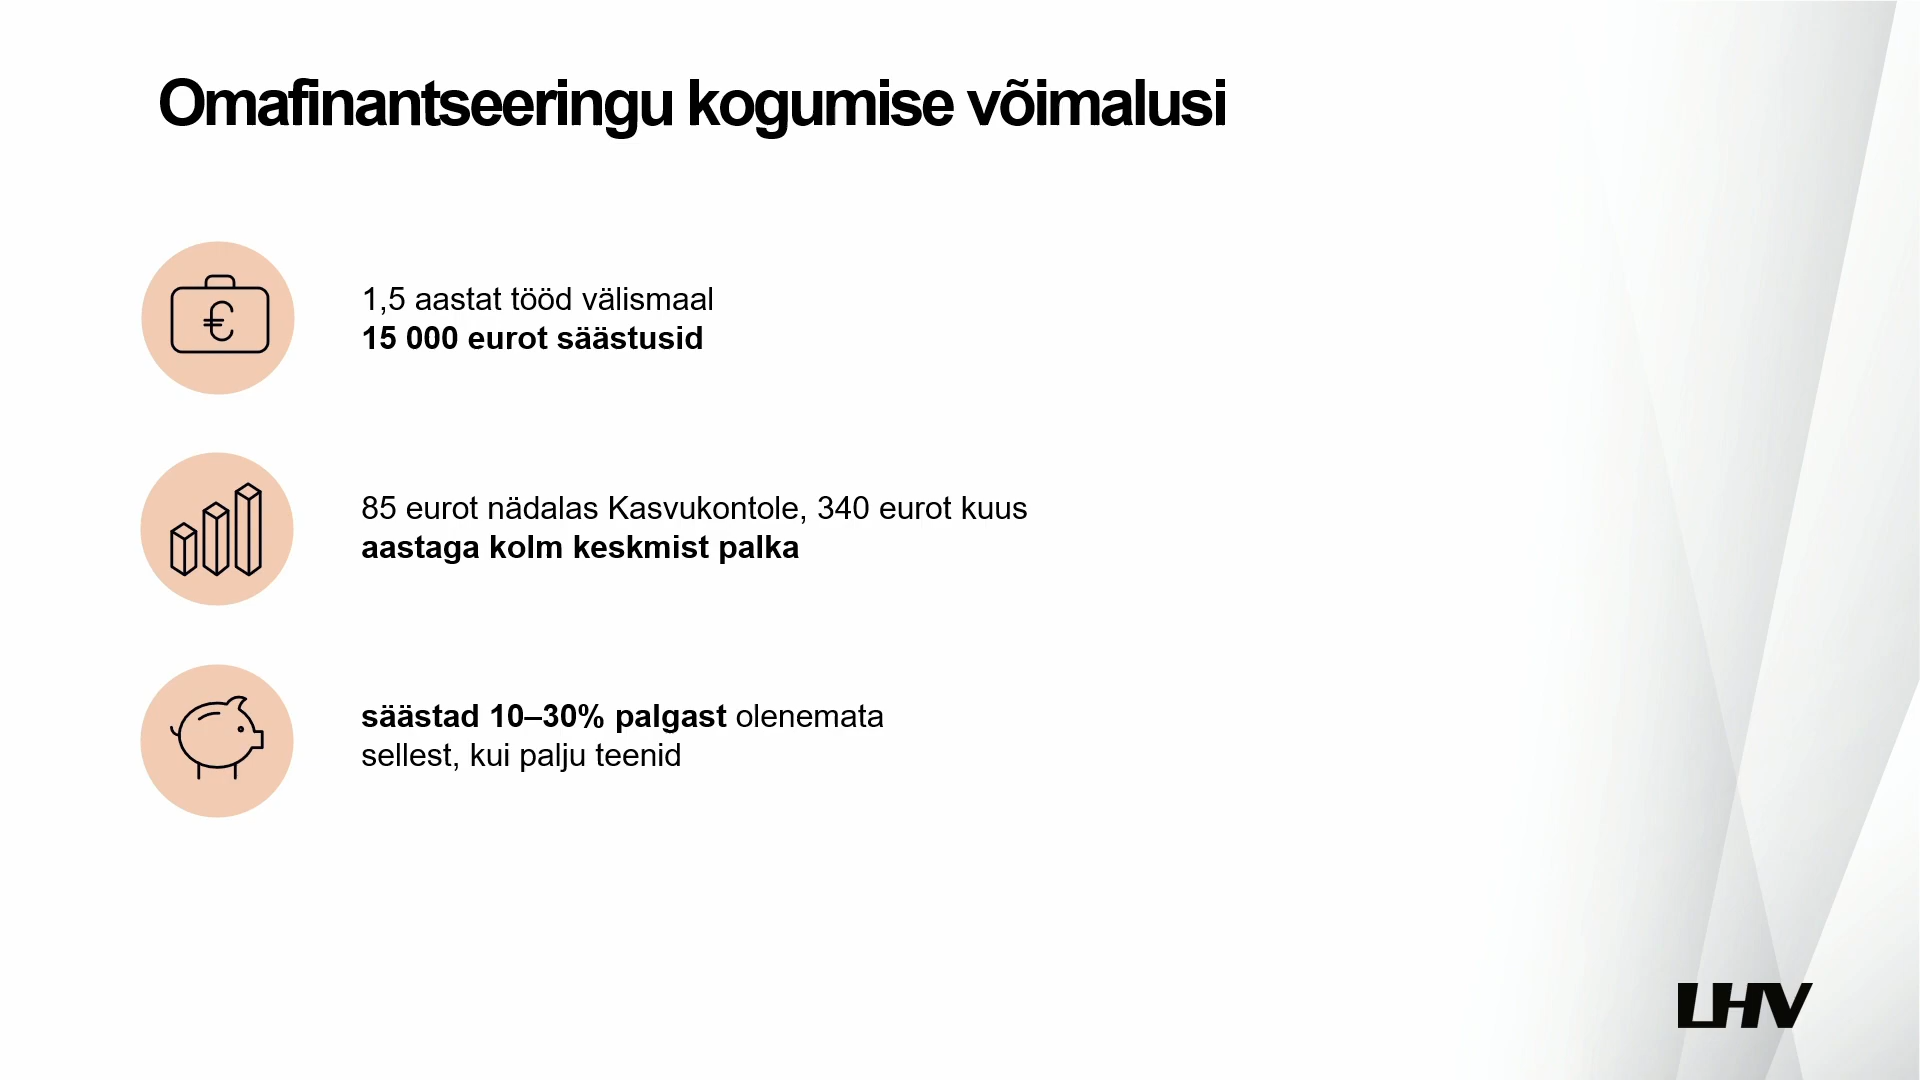 Omafinantseeringu kogumise võimalusi
1,5 aastat tööd välismaal
15 000 eurot säästusid
85 eurot nädalas Kasvukontole, 340 eurot kuus
aastaga kolm keskmist palka
säästad 10–30% palgast olenemata
sellest, kui palju teenid
LHV